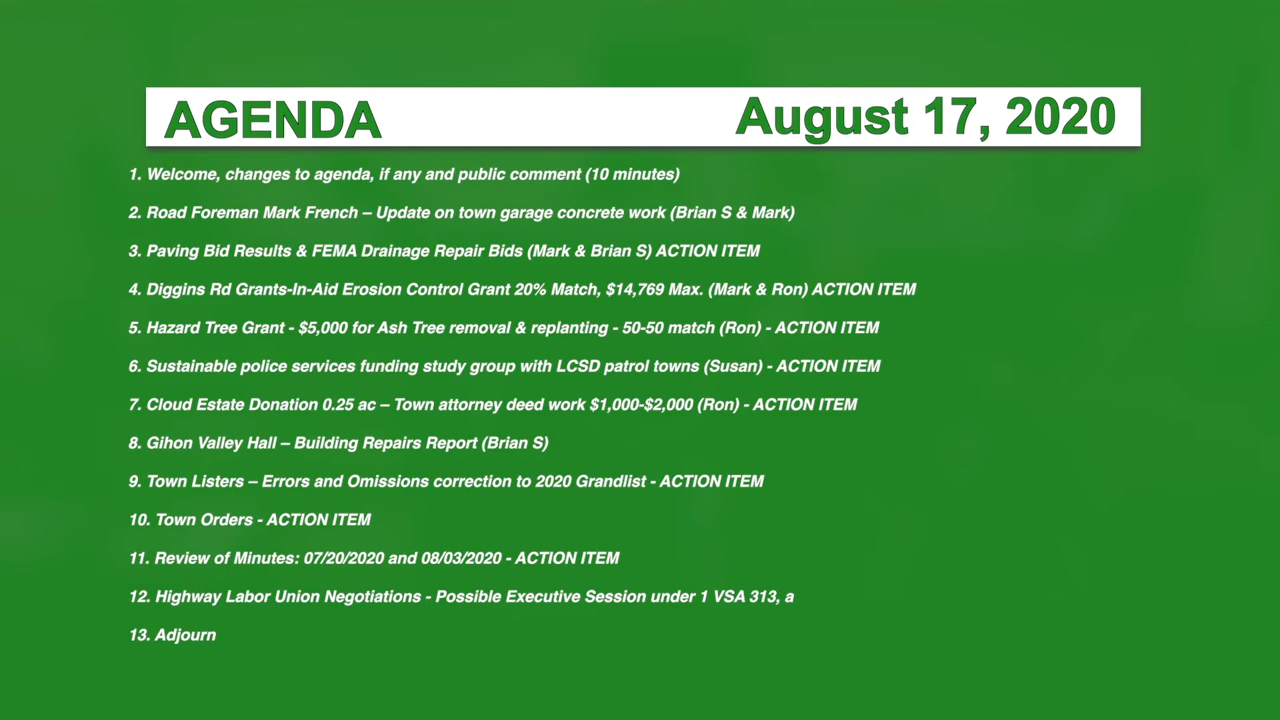 AGENDA August 17, 2020
1. Welcome, changes to agenda, if any and public comment (10 minutes)
2. Road Foreman Mark French – Update on town garage concrete work (Brian S & Mark)
3. Paving Bid Results & FEMA Drainage Repair Bids (Mark & Brian S) ACTION ITEM
4. Diggins Rd Grants-In-Aid Erosion Control Grant 20% Match, $14,769 Max. (Mark & Ron) ACTION ITEM
5. Hazard Tree Grant - $5,000 for Ash Tree removal & replanting - 50-50 match (Ron) - ACTION ITEM
6. Sustainable police services funding study group with LCSD patrol towns (Susan) - ACTION ITEM
7. Cloud Estate Donation 0.25 ac – Town attorney deed work $1,000-$2,000 (Ron) - ACTION ITEM
8. Gihon Valley Hall – Building Repairs Report (Brian S)
9. Town Listers – Errors and Omissions correction to 2020 Grandlist - ACTION ITEM
10. Town Orders - ACTION ITEM
11. Review of Minutes: 07/20/2020 and 08/03/2020 - ACTION ITEM
12. Highway Labor Union Negotiations - Possible Executive Session under 1 VSA 313, a
13. Adjourn